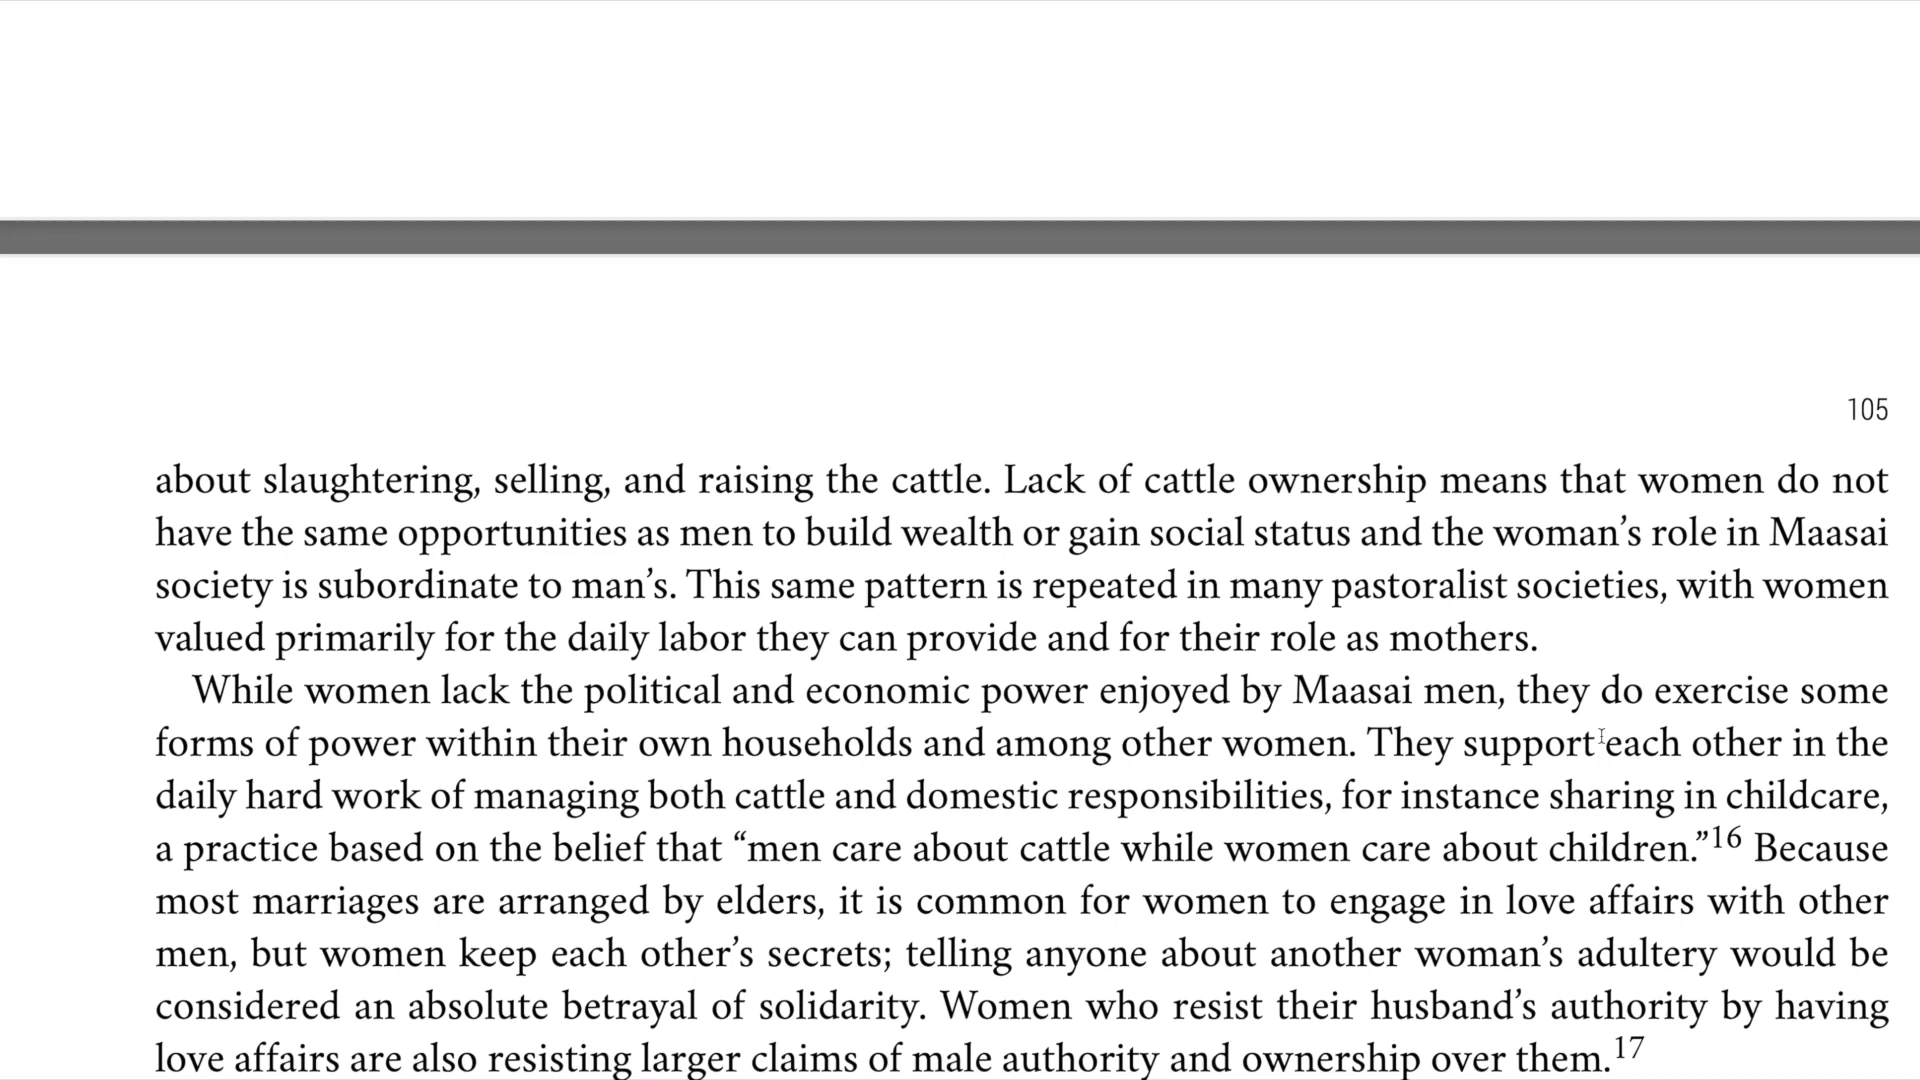 105
about slaughtering, selling, and raising the cattle. Lack of cattle ownership means that women do not
have the same opportunities as men to build wealth or gain social status and the woman’s role in Maasai
society is subordinate to man’s. This same pattern is repeated in many pastoralist societies, with women
valued primarily for the daily labor they can provide and for their role as mothers.
While women lack the political and economic power enjoyed by Maasai men, they do exercise some
forms of power within their own households and among other women. They support each other in the
daily hard work of managing both cattle and domestic responsibilities, for instance sharing in childcare,
a practice based on the belief that “men care about cattle while women care about children.”16 Because
most marriages are arranged by elders, it is common for women to engage in love affairs with other
men, but women keep each other’s secrets; telling anyone about another woman’s adultery would be
considered an absolute betrayal of solidarity. Women who resist their husband’s authority by having
love affairs are also resisting larger claims of male authority and ownership over them.17